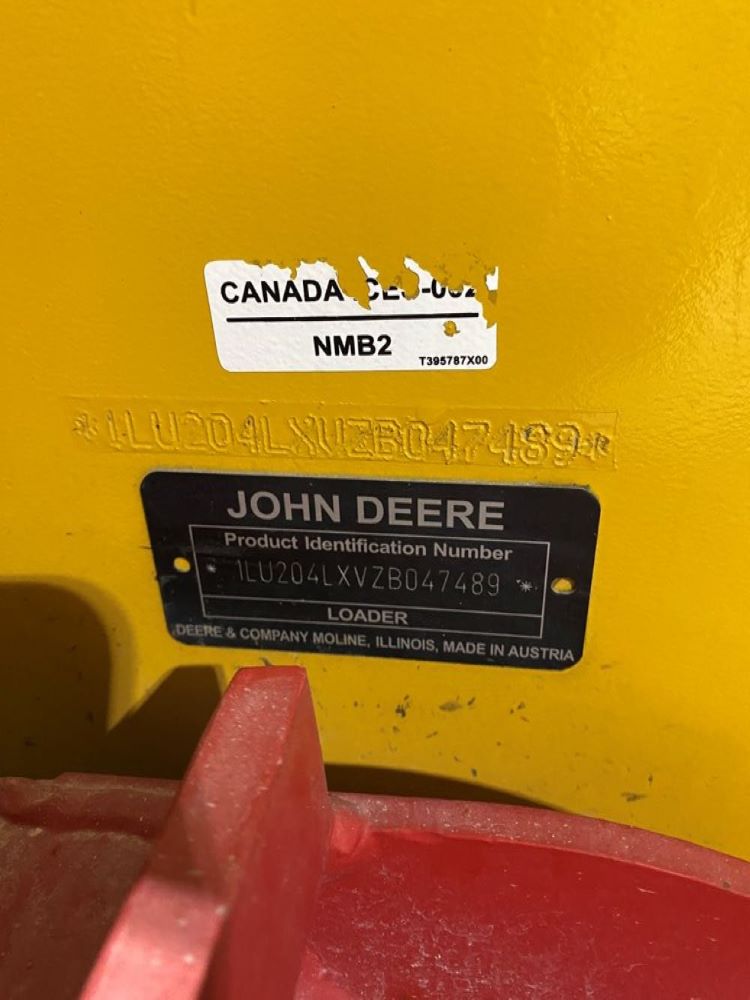 CANADA
NMB2
T395787X00
*1LU204LXVZB047489*
JOHN DEERE
Product Identification Number
* 1LU204LXVZB047489 *
LOADER
DEERE & COMPANY MOLINE, ILLINOIS, MADE IN AUSTRIA